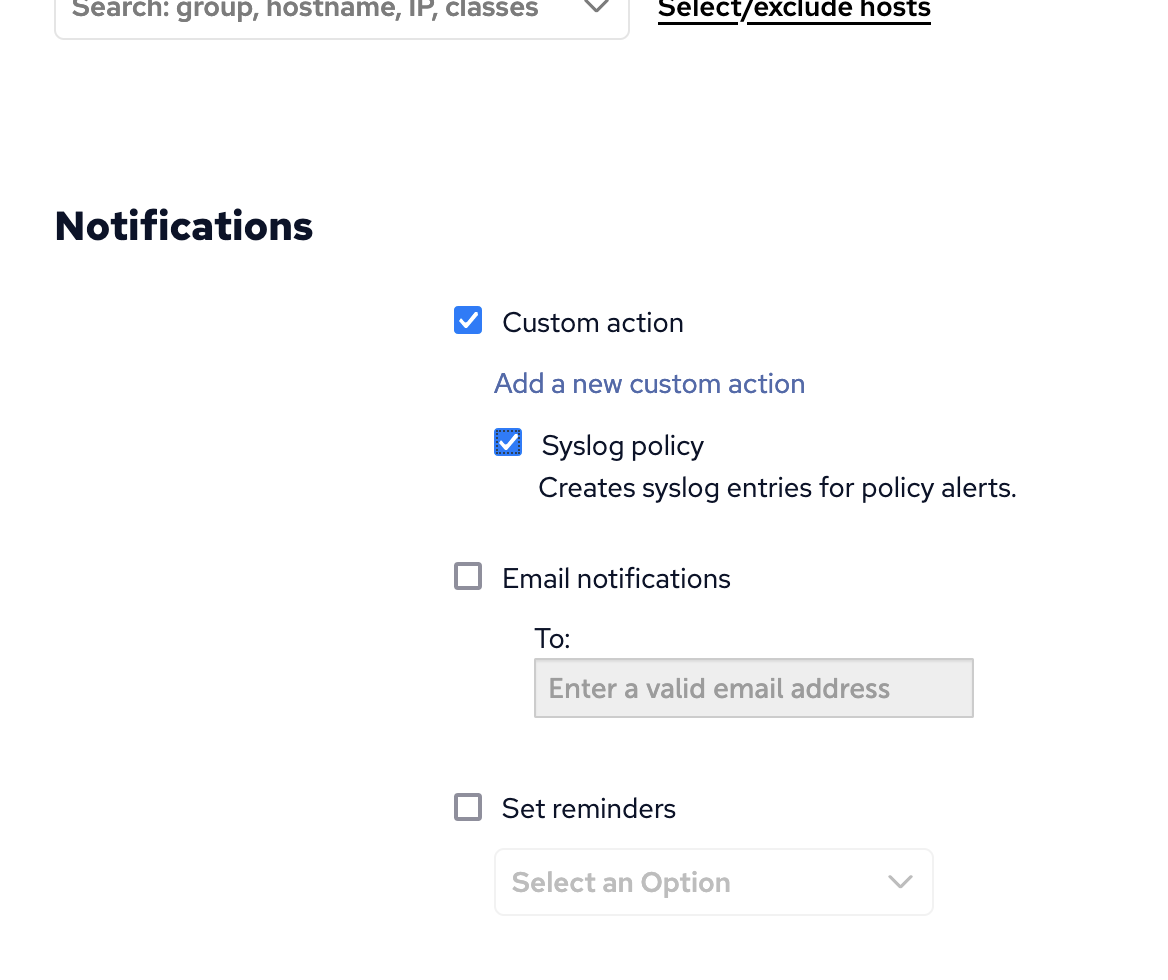 Search: group, hostname, IP, classes
Select/exclude hosts
Notifications
Custom action
Add a new custom action
Syslog policy
Creates syslog entries for policy alerts.
Email notifications
To:
Enter a valid email address
Set reminders
Select an Option